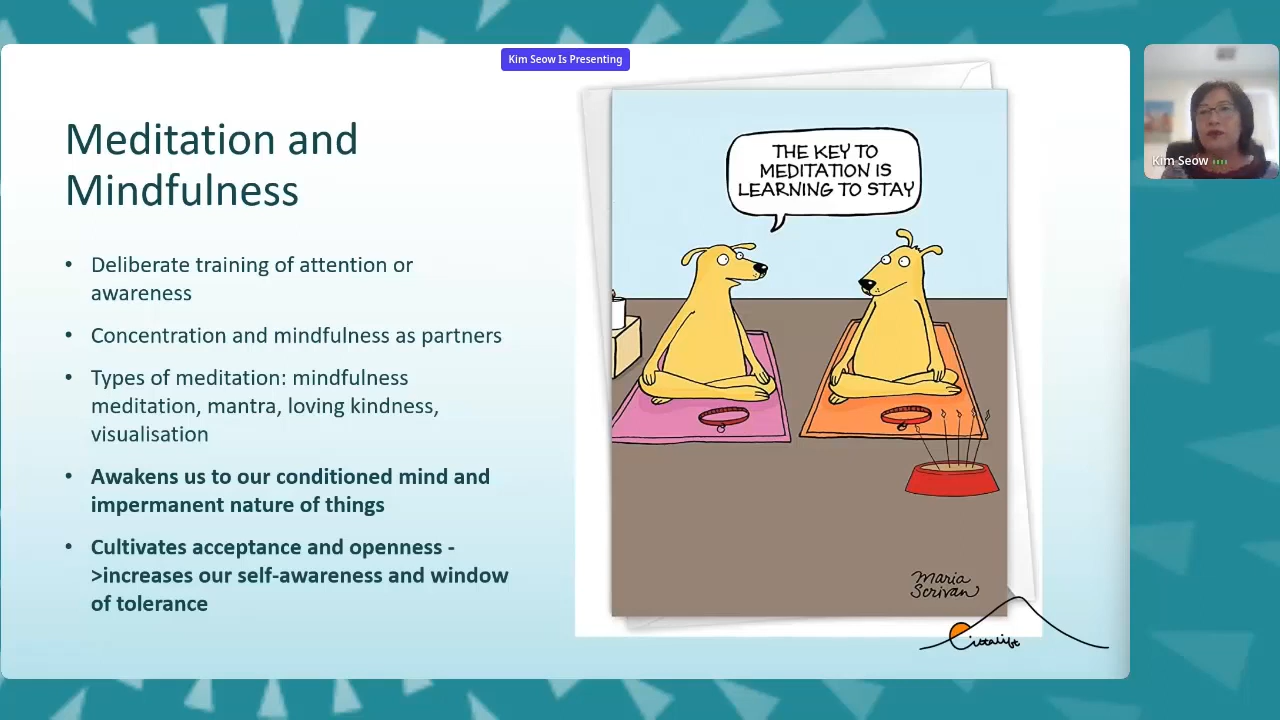 Kim Seow Is Presenting
Meditation and
Mindfulness
• Deliberate training of attention or
awareness
• Concentration and mindfulness as partners
• Types of meditation: mindfulness
meditation, mantra, loving kindness,
visualisation
• Awakens us to our conditioned mind and
impermanent nature of things
• Cultivates acceptance and openness -
>increases our self-awareness and window
of tolerance
THE KEY TO
MEDITATION IS
LEARNING TO STAY
Maria
Scrivan
Cittalift
Kim Seow